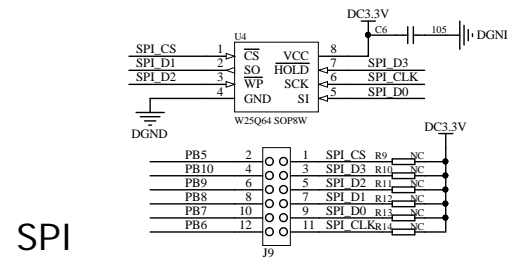 DC3.3V
U4
C6 105
DGNI
SPI_CS 1 CS VCC 8
SPI_D1 2 SO HOLD 7 SPI_D3
SPI_D2 3 WP SCK 6 SPI_CLK
4 GND SI 5 SPI_D0
W25Q64 SOP8W
DGND
DC3.3V
PB5 2 1 SPI_CS R9 NC
PB10 4 3 SPI_D3 R10 NC
PB9 6 5 SPI_D2 R11 NC
PB8 8 7 SPI_D1 R12 NC
PB7 10 9 SPI_D0 R13 NC
PB6 12 11 SPI_CLK R14 NC
J9
SPI